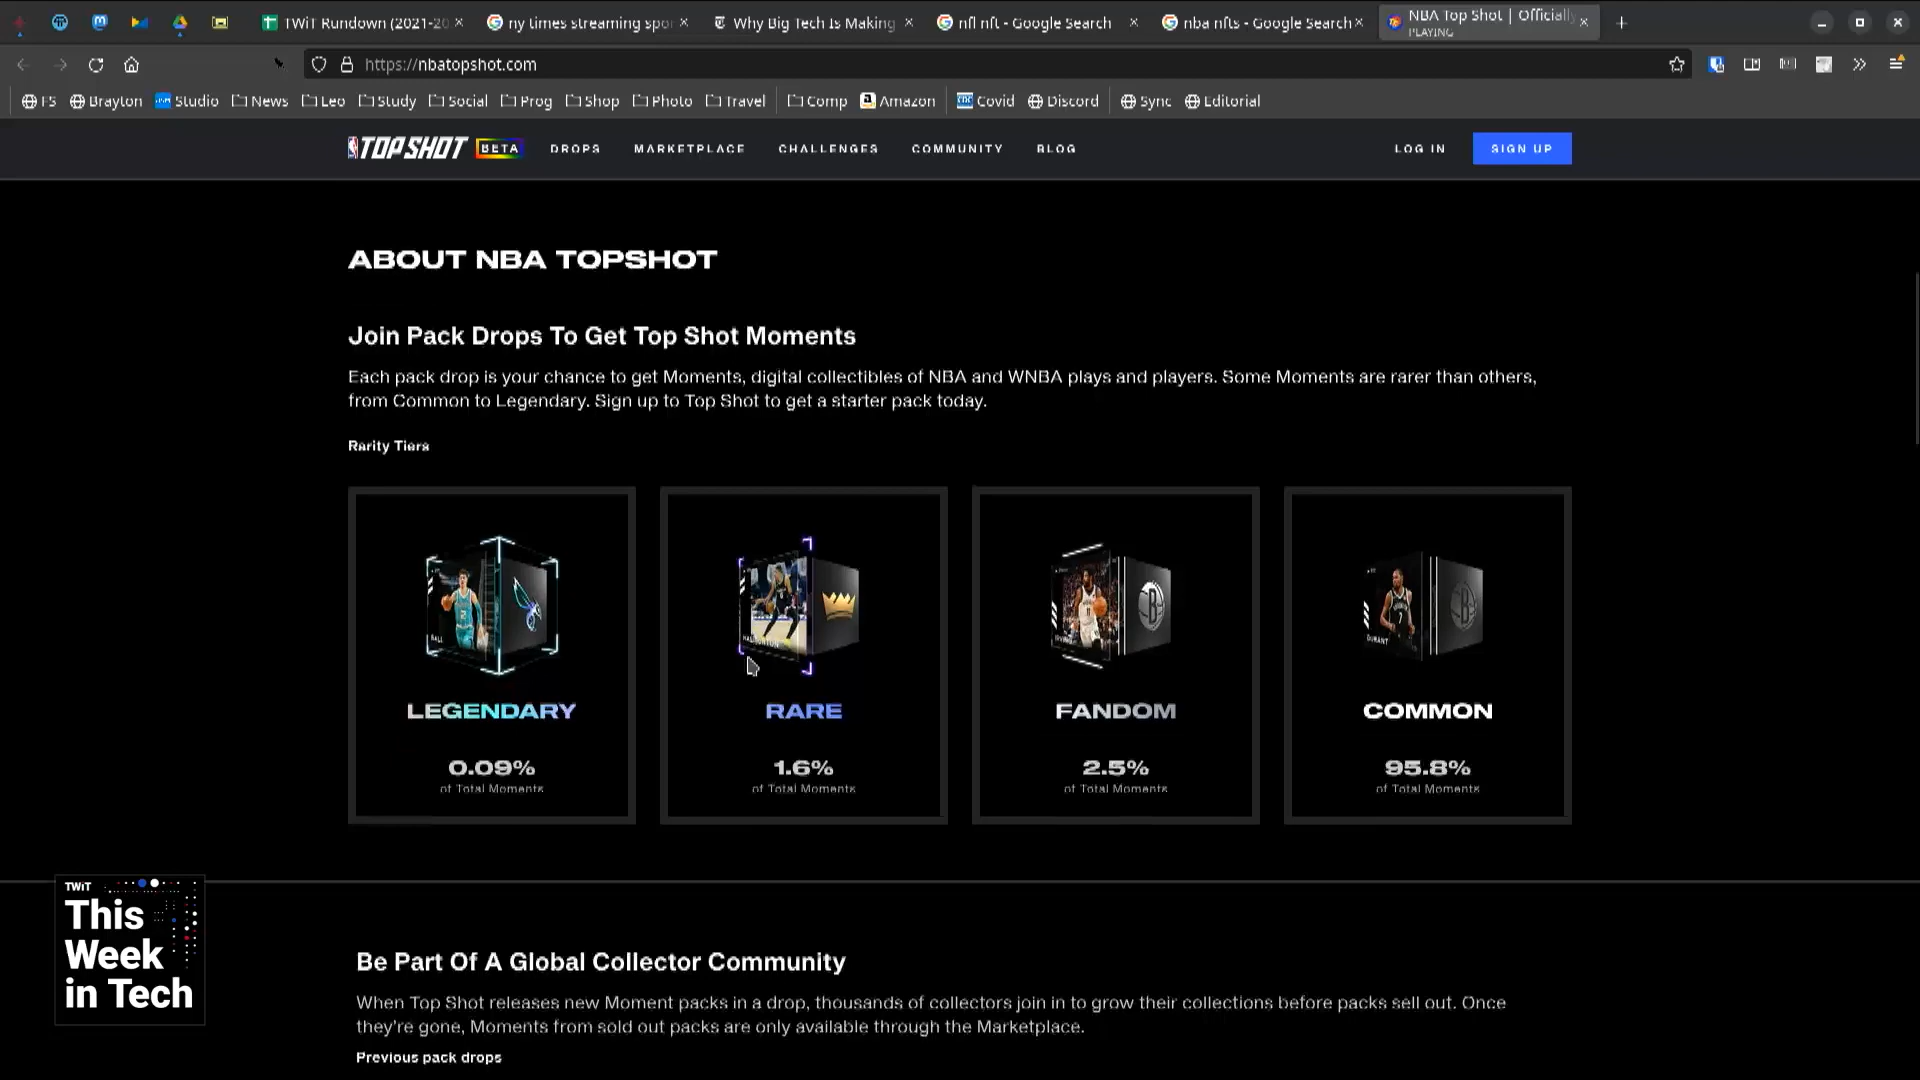 TWiT Rundown (2021-20
ny times streaming spor
Why Big Tech Is Making
nfl nft - Google Search
nba nfts - Google Search
NBA Top Shot | Officially
PLAYING
https://nbatopshot.com
FS
Brayton
Studio
News
Leo
Study
Social
Prog
Shop
Photo
Travel
Comp
Amazon
Covid
Discord
Sync
Editorial
TOP SHOT
BETA
DROPS
MARKETPLACE
CHALLENGES
COMMUNITY
BLOG
LOG IN
SIGN UP
ABOUT NBA TOPSHOT
Join Pack Drops To Get Top Shot Moments
Each pack drop is your chance to get Moments, digital collectibles of NBA and WNBA plays and players. Some Moments are rarer than others,
from Common to Legendary. Sign up to Top Shot to get a starter pack today.
Rarity Tiers
BALL
DURANT
LEGENDARY
RARE
FANDOM
COMMON
0.09%
of Total Moments
1.6%
of Total Moments
2.5%
of Total Moments
95.8%
of Total Moments
TWiT
This
Week
in Tech
Be Part Of A Global Collector Community
When Top Shot releases new Moment packs in a drop, thousands of collectors join in to grow their collections before packs sell out. Once
they're gone, Moments from sold out packs are only available through the Marketplace.
Previous pack drops